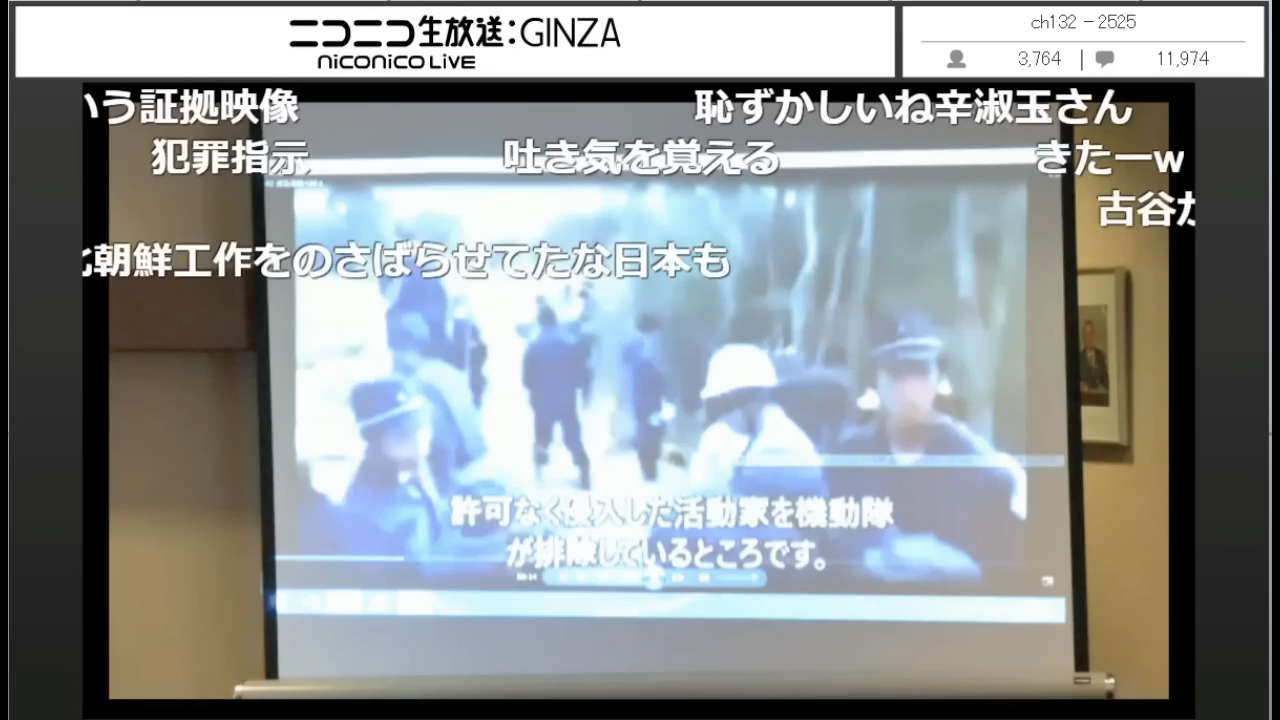 ニコニコ生放送:GINZA
niconico LIVE
ch132 - 2525
3,764
11,974
いう証拠映像
恥ずかしいね辛淑玉さん
犯罪指示
吐き気を覚える
きたーw
古谷
朝鮮工作をのさばらせてたな日本も
許可なく侵入した活動家を機動隊
が排除しているところです。